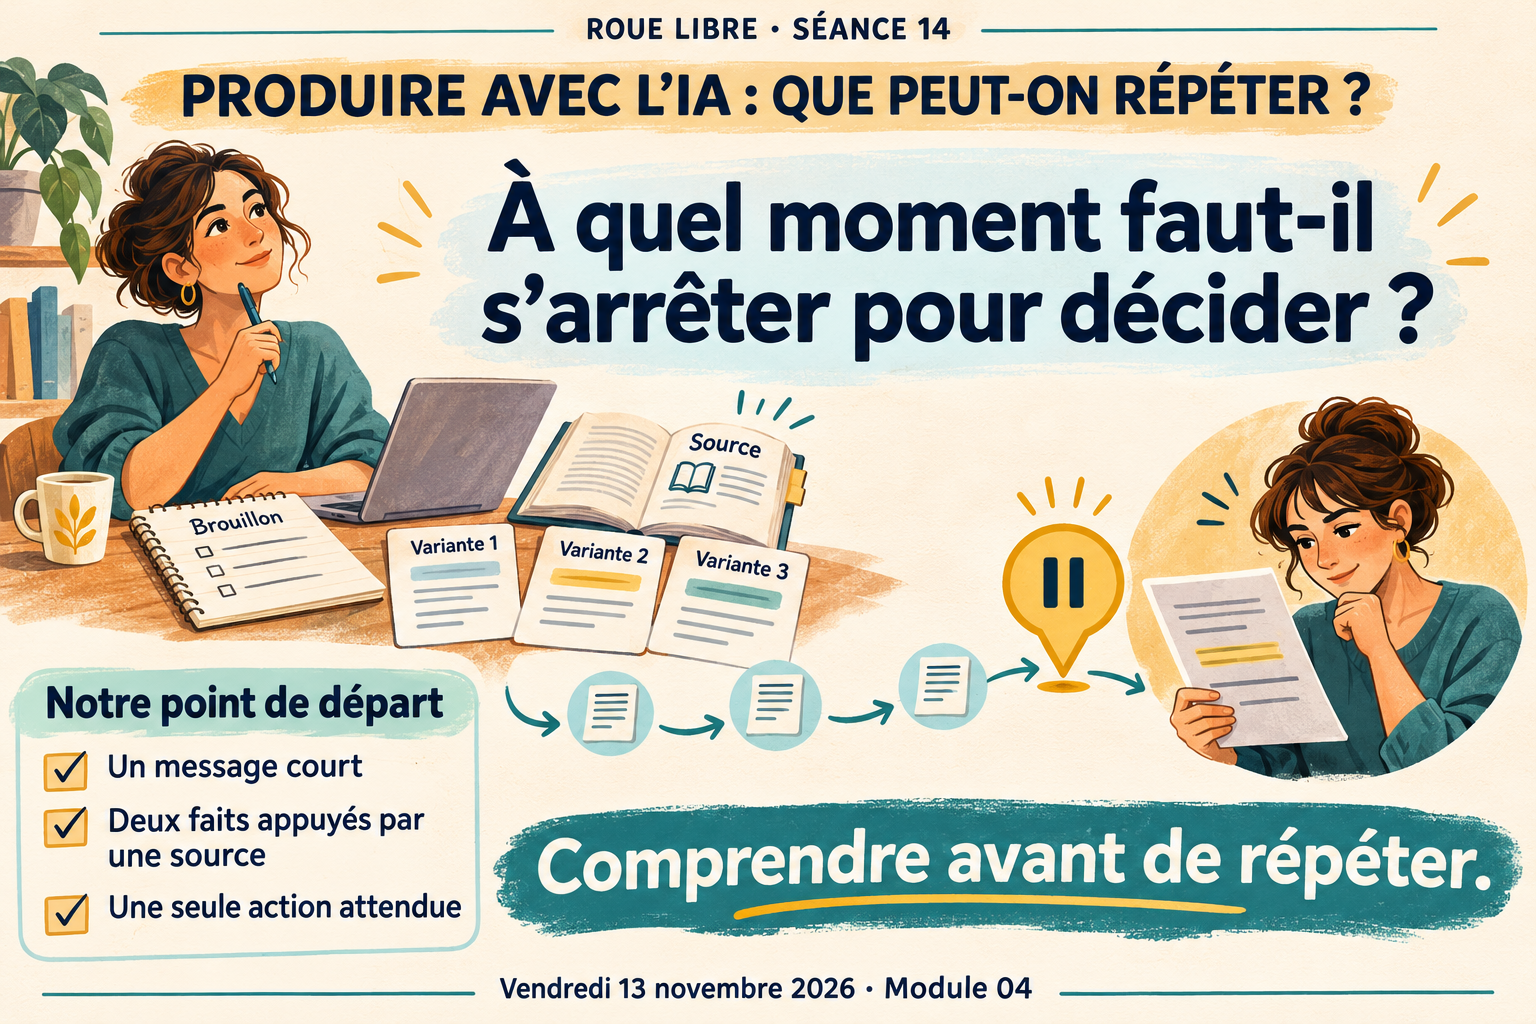 ROUE LIBRE • SÉANCE 14
PRODUIRE AVEC L’IA : QUE PEUT-ON RÉPÉTER ?
À quel moment faut-il
s’arrêter pour décider ?
Source
Brouillon
Variante 1
Variante 2
Variante 3
Notre point de départ
Un message court
Deux faits appuyés par
une source
Une seule action attendue
Comprendre avant de répéter.
Vendredi 13 novembre 2026 • Module 04